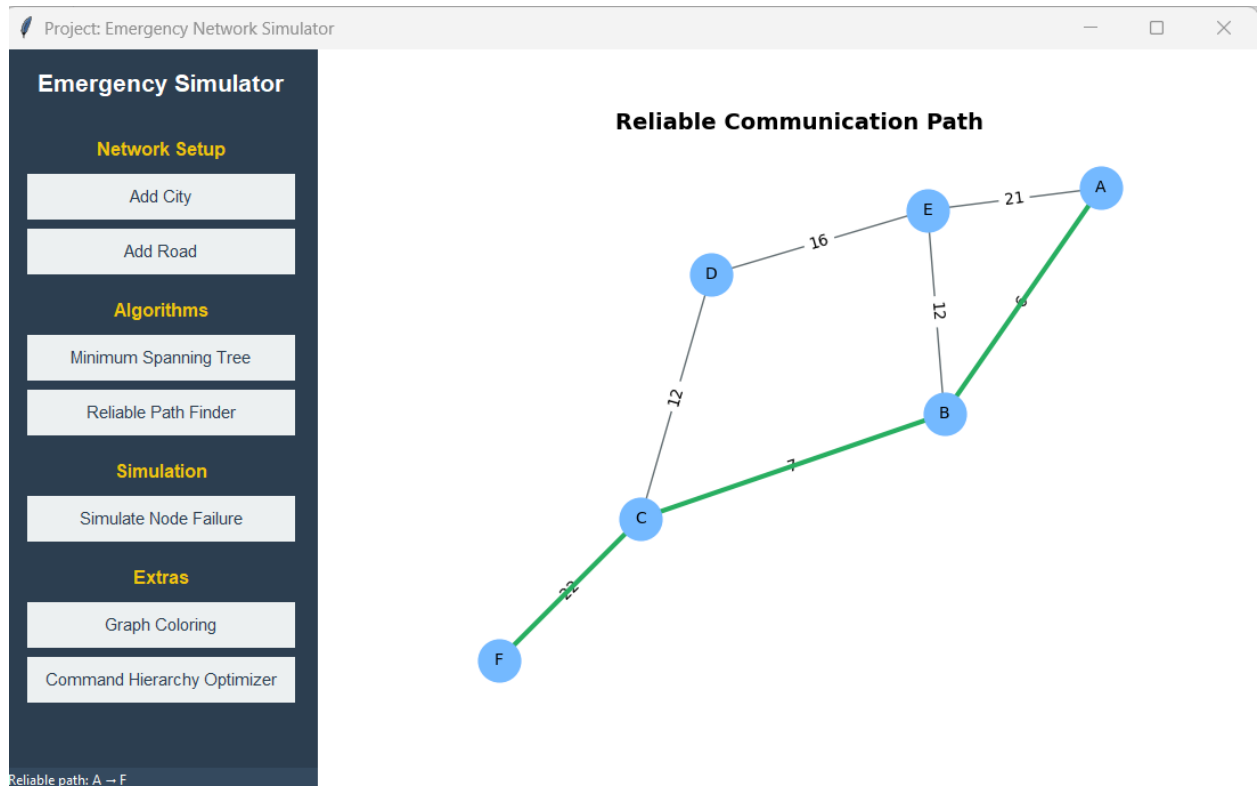 Project: Emergency Network Simulator
Emergency Simulator
Network Setup
Add City
Add Road
Algorithms
Minimum Spanning Tree
Reliable Path Finder
Simulation
Simulate Node Failure
Extras
Graph Coloring
Command Hierarchy Optimizer
Reliable path: A → F
Reliable Communication Path
A
E
21
16
D
12
12
B
7
C
22
F